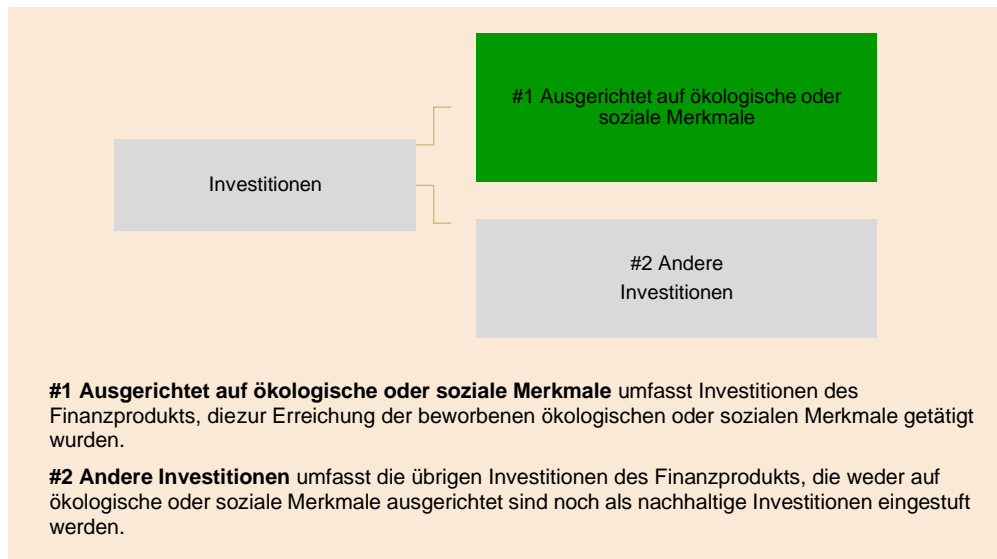 #1 Ausgerichtet auf ökologische oder
soziale Merkmale
Investitionen
#2 Andere
Investitionen
#1 Ausgerichtet auf ökologische oder soziale Merkmale umfasst Investitionen des
Finanzprodukts, diezur Erreichung der beworbenen ökologischen oder sozialen Merkmale getätigt
wurden.
#2 Andere Investitionen umfasst die übrigen Investitionen des Finanzprodukts, die weder auf
ökologische oder soziale Merkmale ausgerichtet sind noch als nachhaltige Investitionen eingestuft
werden.